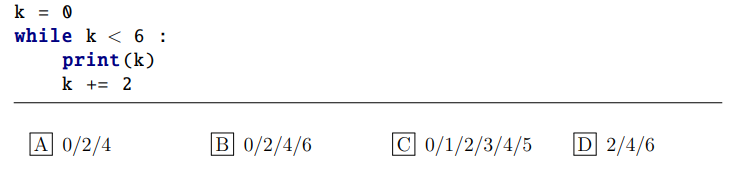 k = 0
while k < 6 :
    print(k)
    k += 2
A 0/2/4 B 0/2/4/6 C 0/1/2/3/4/5 D 2/4/6